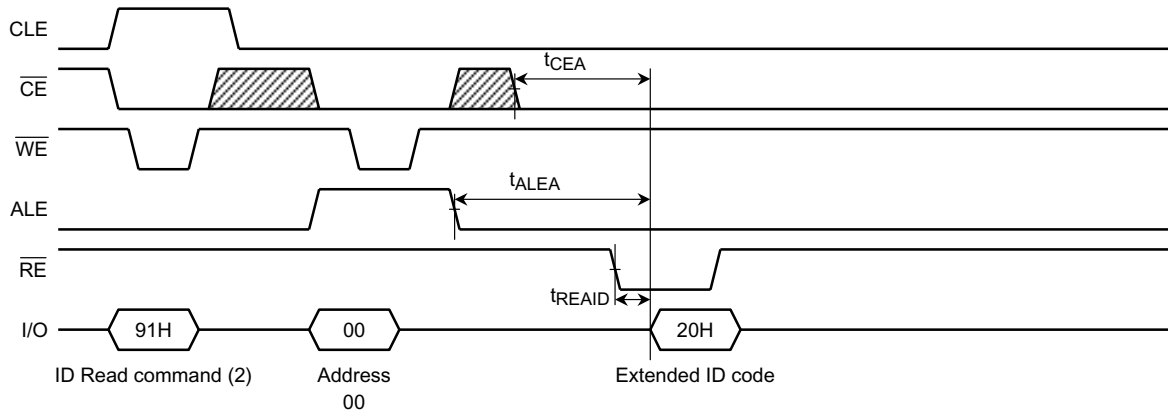 CLE
CE
tCEA
WE
ALE
tALEA
RE
tREAID
I/O
91H
00
20H
ID Read command (2)
Address
00
Extended ID code